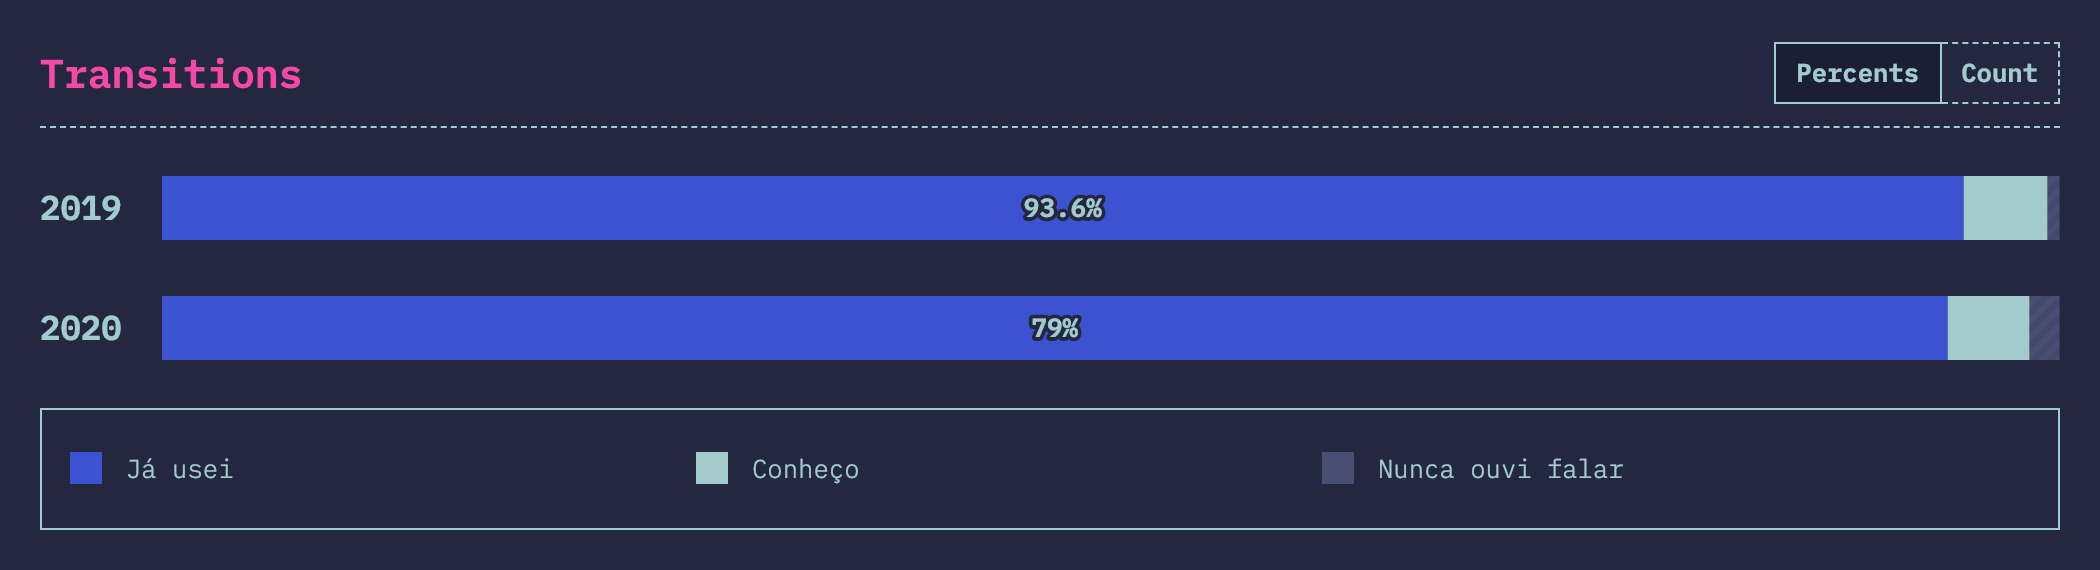 Transitions
Percents Count
2019 93.6%
2020 79%
Já usei Conheço Nunca ouvi falar